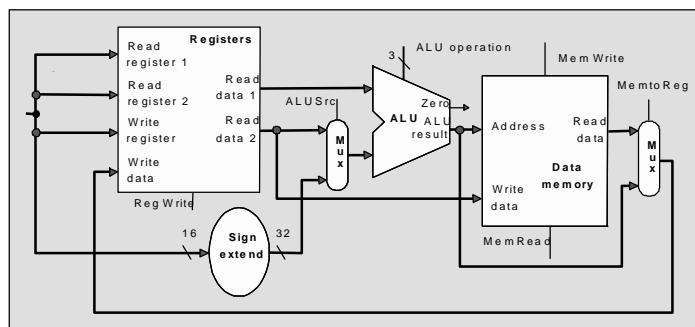 Registers
Read
register 1
Read
register 2
Write
register
Write
data
Read
data 1
Read
data 2
RegWrite
16
Sign
extend
32
ALUSrc
Mux
3
ALU operation
Zero
ALU
ALU
result
MemWrite
Address
Read
data
Data
memory
Write
data
MemRead
MemtoReg
Mux